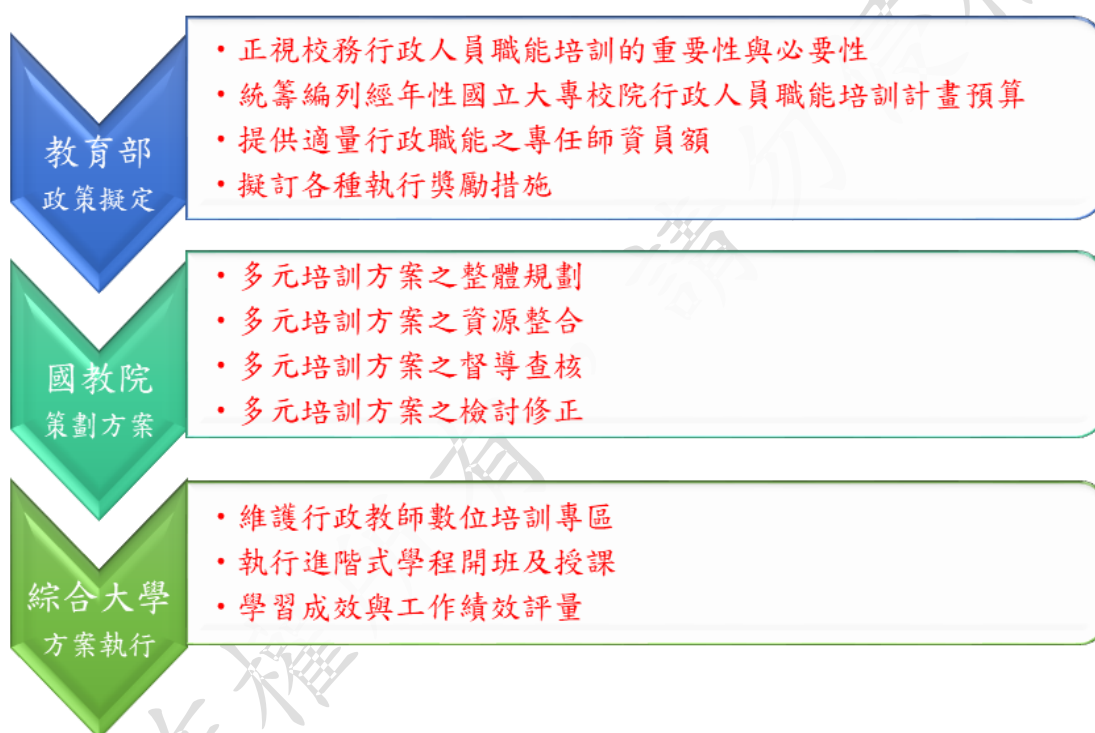 教育部
政策擬定
•正視校務行政人員職能培訓的重要性與必要性
•統籌編列經年性國立大專校院行政人員職能培訓計畫預算
•提供適量行政職能之專任師資員額
•擬訂各種執行獎勵措施
國教院
策劃方案
•多元培訓方案之整體規劃
•多元培訓方案之資源整合
•多元培訓方案之督導查核
•多元培訓方案之檢討修正
綜合大學
方案執行
•維護行政教師數位培訓專區
•執行進階式學程開班及授課
•學習成效與工作績效評量